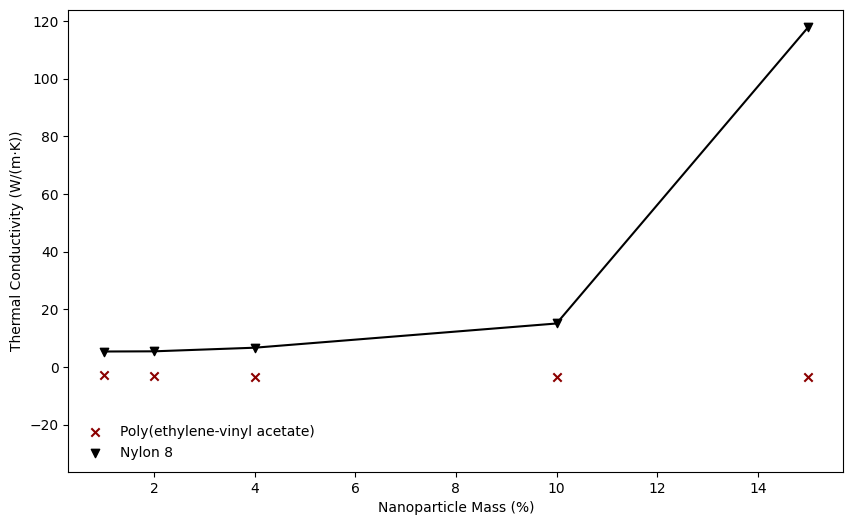 120
100
80
60
40
20
0
−20
Thermal Conductivity (W/(m·K))
Poly(ethylene-vinyl acetate)
Nylon 8
2 4 6 8 10 12 14
Nanoparticle Mass (%)